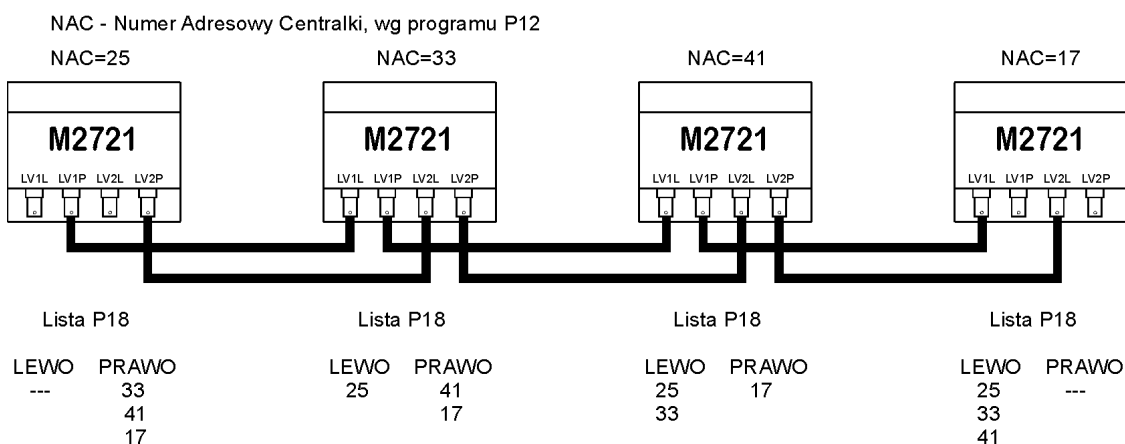 NAC - Numer Adresowy Centralki, wg programu P12
NAC=25 NAC=33 NAC=41 NAC=17
M2721 M2721 M2721 M2721
LV1L LV1P LV2L LV2P LV1L LV1P LV2L LV2P LV1L LV1P LV2L LV2P LV1L LV1P LV2L LV2P
Lista P18 Lista P18 Lista P18 Lista P18
LEWO PRAWO LEWO PRAWO LEWO PRAWO LEWO PRAWO
--- 33 25 41 25 17 25 ---
41 17 33 33
17 41